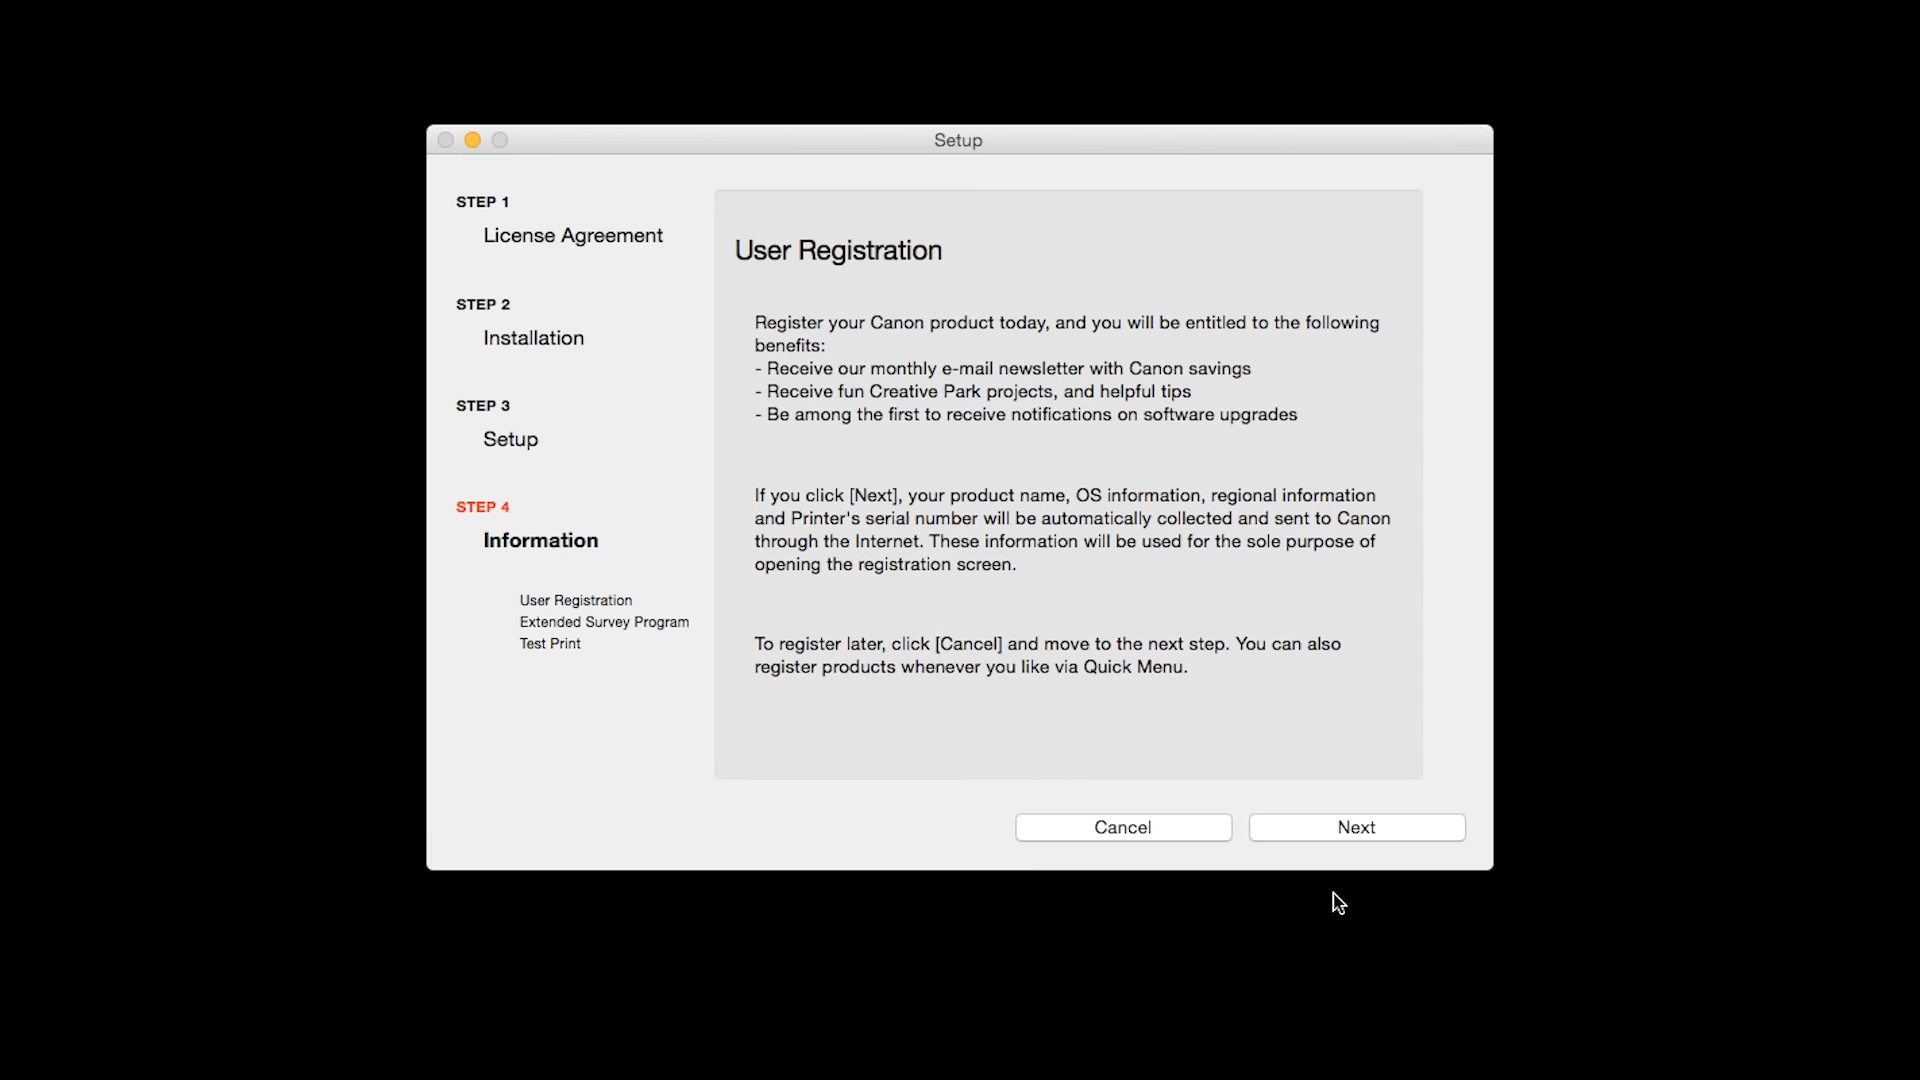 Setup
STEP 1
License Agreement
STEP 2
Installation
STEP 3
Setup
STEP 4
Information
User Registration
Extended Survey Program
Test Print
User Registration
Register your Canon product today, and you will be entitled to the following
benefits:
- Receive our monthly e-mail newsletter with Canon savings
- Receive fun Creative Park projects, and helpful tips
- Be among the first to receive notifications on software upgrades
If you click [Next], your product name, OS information, regional information
and Printer's serial number will be automatically collected and sent to Canon
through the Internet. These information will be used for the sole purpose of
opening the registration screen.
To register later, click [Cancel] and move to the next step. You can also
register products whenever you like via Quick Menu.
Cancel
Next